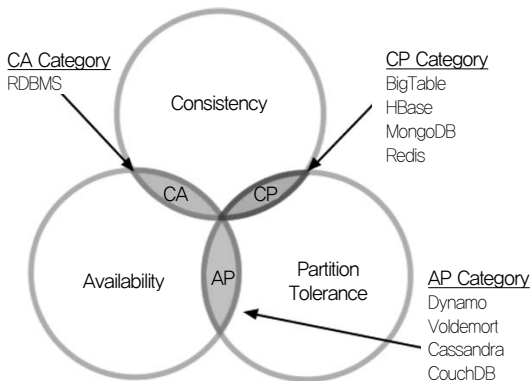 CA Category
RDBMS
Consistency
CP Category
BigTable
HBase
MongoDB
Redis
CA
CP
Availability
AP
Partition
Tolerance
AP Category
Dynamo
Voldemort
Cassandra
CouchDB